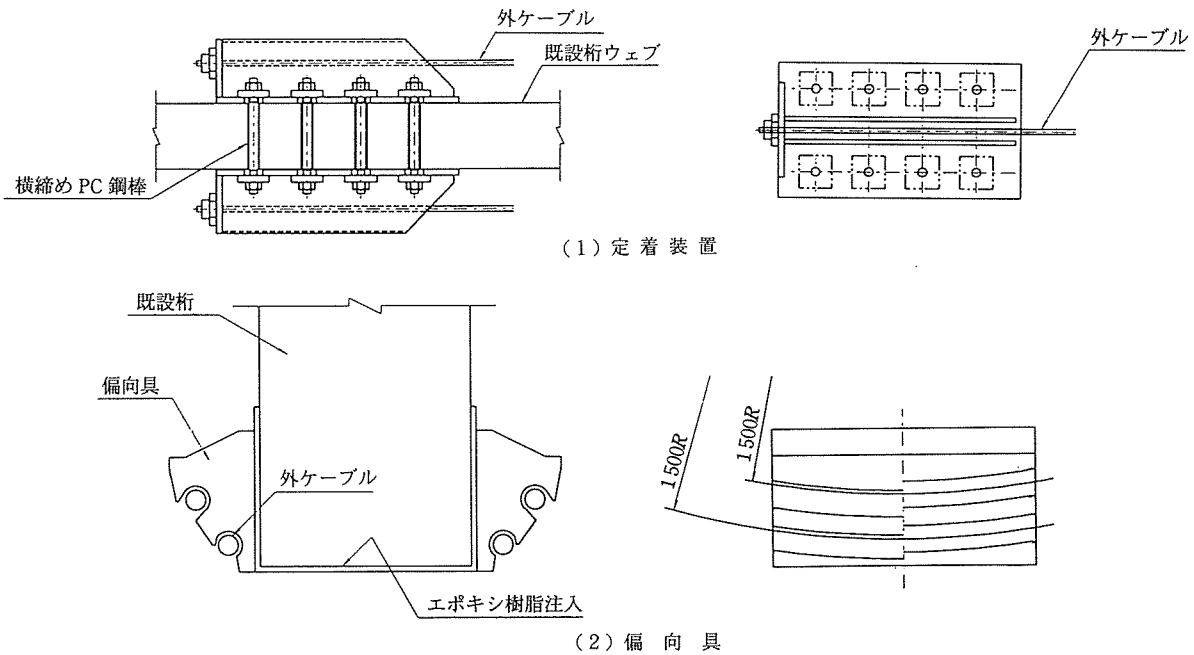 外ケーブル
既設桁ウェブ
外ケーブル
横締め PC 鋼棒
(1) 定着装置
既設桁
偏向具
外ケーブル
1500R
1500R
エポキシ樹脂注入
(2) 偏向具